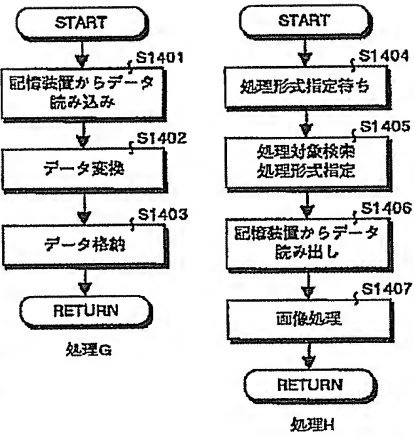 START
S1401
記憶装置からデータ
読み込み
S1402
データ変換
S1403
データ格納
RETURN
処理G
START
S1404
処理形式指定待ち
S1405
処理対象検索
処理形式指定
S1406
記憶装置からデータ
読み出し
S1407
画像処理
RETURN
処理H